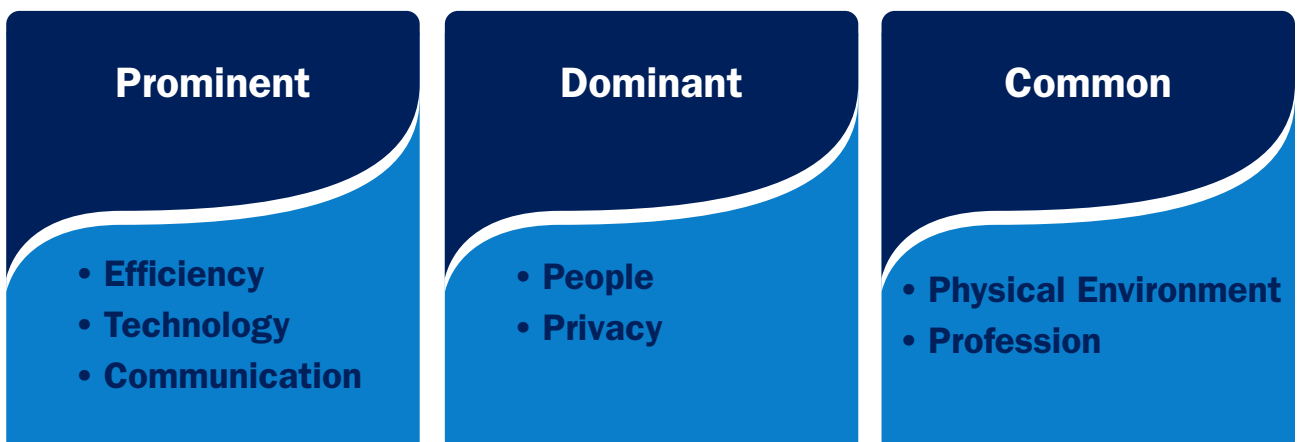 Prominent
• Efficiency
• Technology
• Communication
Dominant
• People
• Privacy
Common
• Physical Environment
• Profession